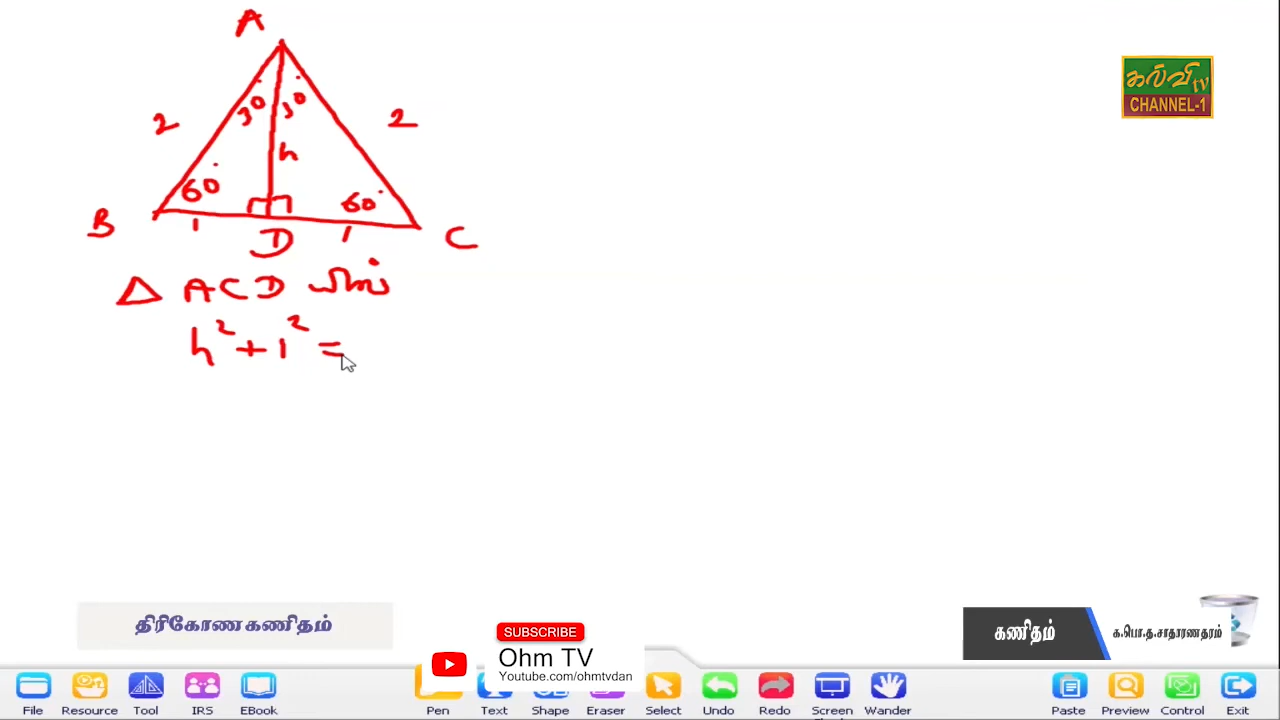 A
2
30°
30°
2
h
60°
60°
B
1
D
1
C
Δ ACD யில்
h² + 1² =
கல்வி tv
CHANNEL-1
திரிகோணகணிதம்
SUBSCRIBE
Ohm TV
Youtube.com/ohmtvdan
கணிதம்
க.பொ.த.சாதாரணதரம்
File
Resource
Tool
IRS
EBook
Pen
Text
Shape
Eraser
Select
Undo
Redo
Screen
Wander
Paste
Preview
Control
Exit